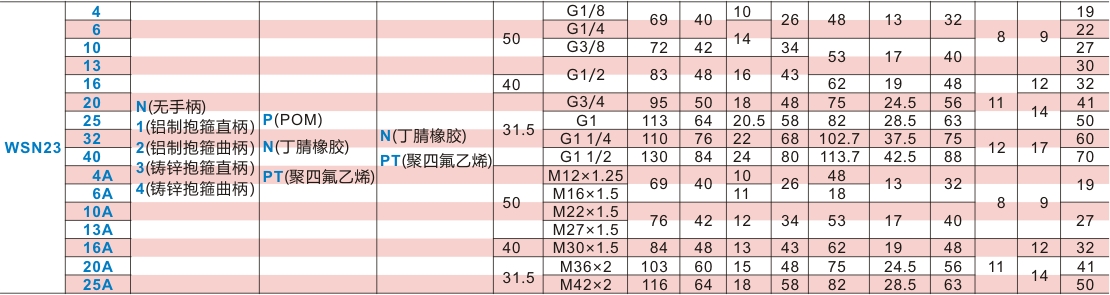 4 G1/8 69 40 10 26 48 13 32 8 9 19
6 50 G1/4 14 22
10 G3/8 72 42 34 53 17 40 27
13 G1/2 83 48 16 43 30
16 40 62 19 48 11 12 32
20 31.5 G3/4 95 50 18 48 75 24.5 56 14 41
25 G1 113 64 20.5 58 82 28.5 63 50
32 G1 1/4 110 76 22 68 102.7 37.5 75 12 17 60
40 G1 1/2 130 84 24 80 113.7 42.5 88 70
WSN23
N(无手柄)
1(铝制抱箍直柄)
2(铝制抱箍曲柄)
3(铸锌抱箍直柄)
4(铸锌抱箍曲柄)
P(POM)
N(丁腈橡胶)
PT(聚四氟乙烯)
N(丁腈橡胶)
PT(聚四氟乙烯)
4A 50 M12×1.25 69 40 10 26 48 13 32 8 9 19
6A M16×1.5 11 18
10A M22×1.5 76 42 12 34 53 17 40 27
13A M27×1.5
16A 40 M30×1.5 84 48 13 43 62 19 48 11 12 32
20A 31.5 M36×2 103 60 15 48 75 24.5 56 14 41
25A M42×2 116 64 18 58 82 28.5 63 50